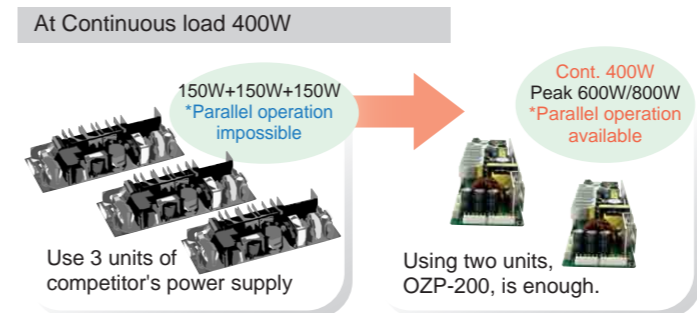 At Continuous load 400W
150W+150W+150W
*Parallel operation
impossible
Use 3 units of
competitor's power supply
Cont. 400W
Peak 600W/800W
*Parallel operation
available
Using two units,
OZP-200, is enough.